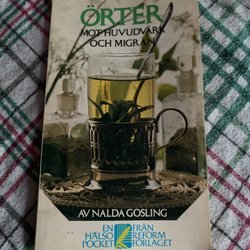 ÖRTER
MOT HUVUDVÄRK
OCH MIGRÄN
AV NALDA GOSLING
EN FRÅN
HÄLSO REFORM
POCKET FÖRLAGET